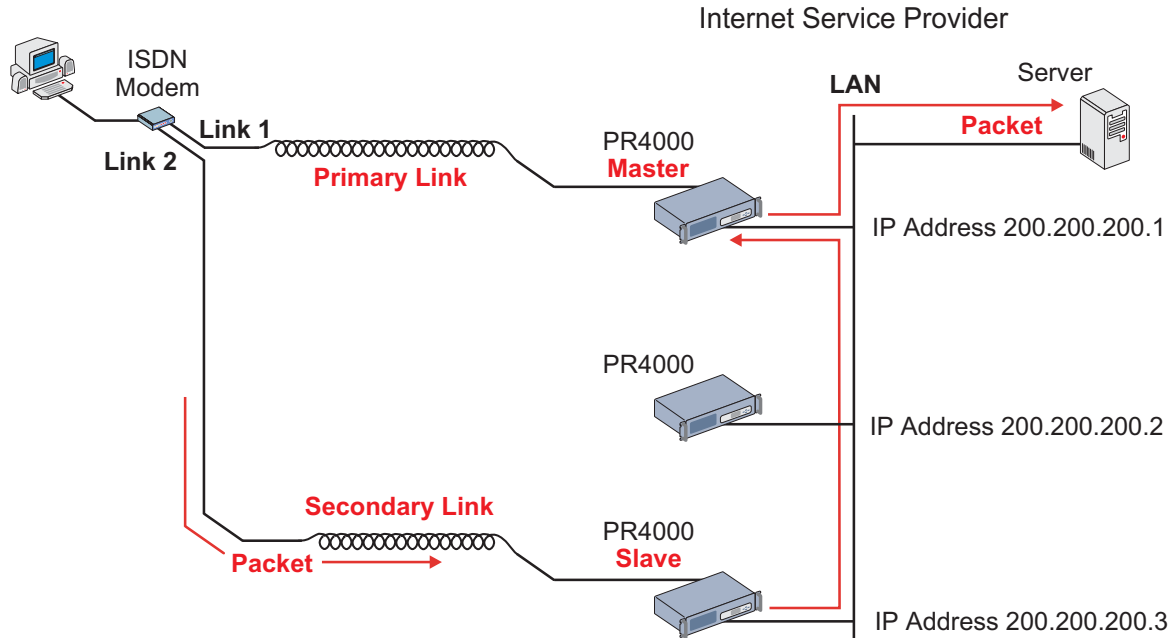 Internet Service Provider
ISDN
Modem
LAN
Server
Link 1
Packet
PR4000
Link 2
Primary Link
Master
IP Address 200.200.200.1
PR4000
IP Address 200.200.200.2
Secondary Link
PR4000
Packet
Slave
IP Address 200.200.200.3